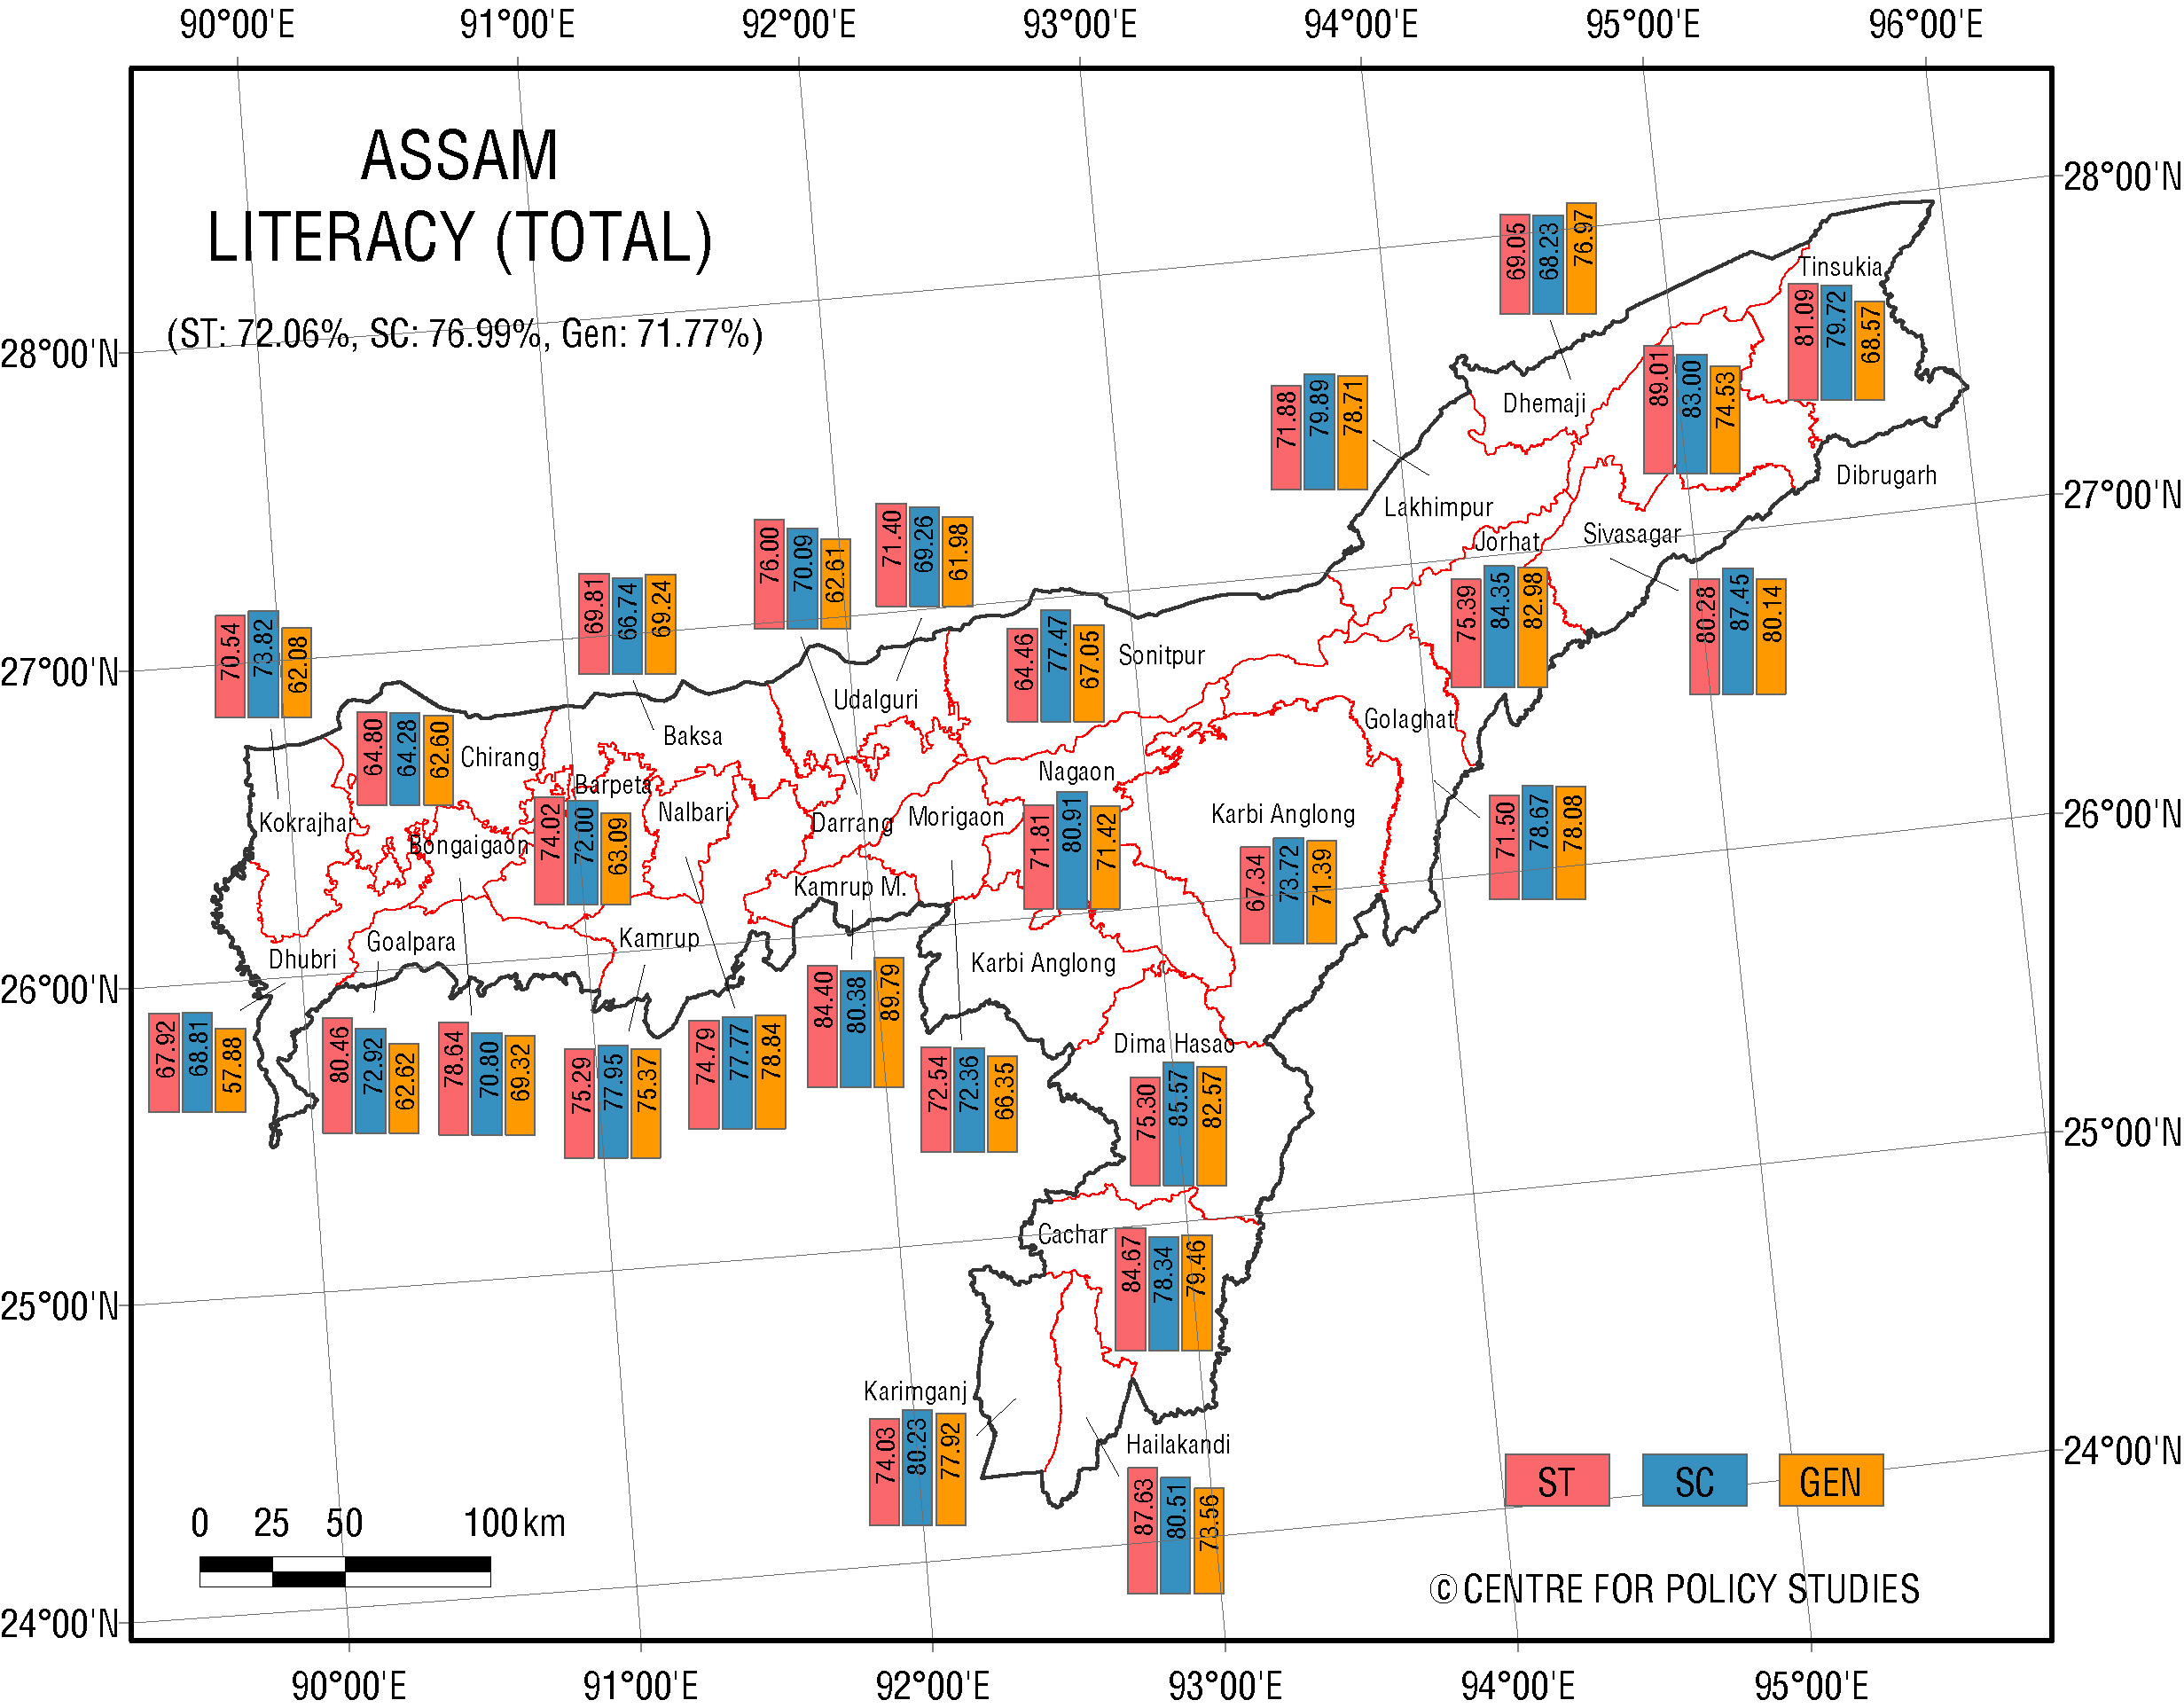 90°00'E 91°00'E 92°00'E 93°00'E 94°00'E 95°00'E 96°00'E
ASSAM
LITERACY (TOTAL)
(ST: 72.06%, SC: 76.99%, Gen: 71.77%)
28°00'N
28°00'N
27°00'N
27°00'N
26°00'N
26°00'N
25°00'N
25°00'N
24°00'N
24°00'N
69.05 68.23 76.97
Dhemaji
Tinsukia
81.09 79.72 68.57
89.01 83.00 74.53
Dibrugarh
71.88 79.89 78.71
Lakhimpur
Jorhat
75.39 84.35 82.98
Sivasagar
80.28 87.45 80.14
76.00 70.09 62.61
71.40 69.26 61.98
Udalguri
69.81 66.74 69.24
Baksa
70.54 73.82 62.08
Kokrajhar
64.80 64.28 62.60
Chirang
64.46 77.47 67.05
Sonitpur
Golaghat
71.50 78.67 78.08
Barpeta
74.02 72.00 63.09
Nalbari
Bongaigaon
Darrang
Morigaon
Nagaon
71.81 80.91 71.42
Karbi Anglong
67.34 73.72 71.39
Kamrup M.
Kamrup
Goalpara
Dhubri
Karbi Anglong
67.92 68.81 57.88
80.46 72.92 62.62
78.64 70.80 69.32
75.29 77.95 75.37
74.79 77.77 78.84
84.40 80.38 89.79
72.54 72.36 66.35
Dima Hasao
75.30 85.57 82.57
Cachar
84.67 78.34 79.46
Karimganj
74.03 80.23 77.92
Hailakandi
87.63 80.51 73.56
ST SC GEN
0 25 50 100 km
© CENTRE FOR POLICY STUDIES
90°00'E 91°00'E 92°00'E 93°00'E 94°00'E 95°00'E